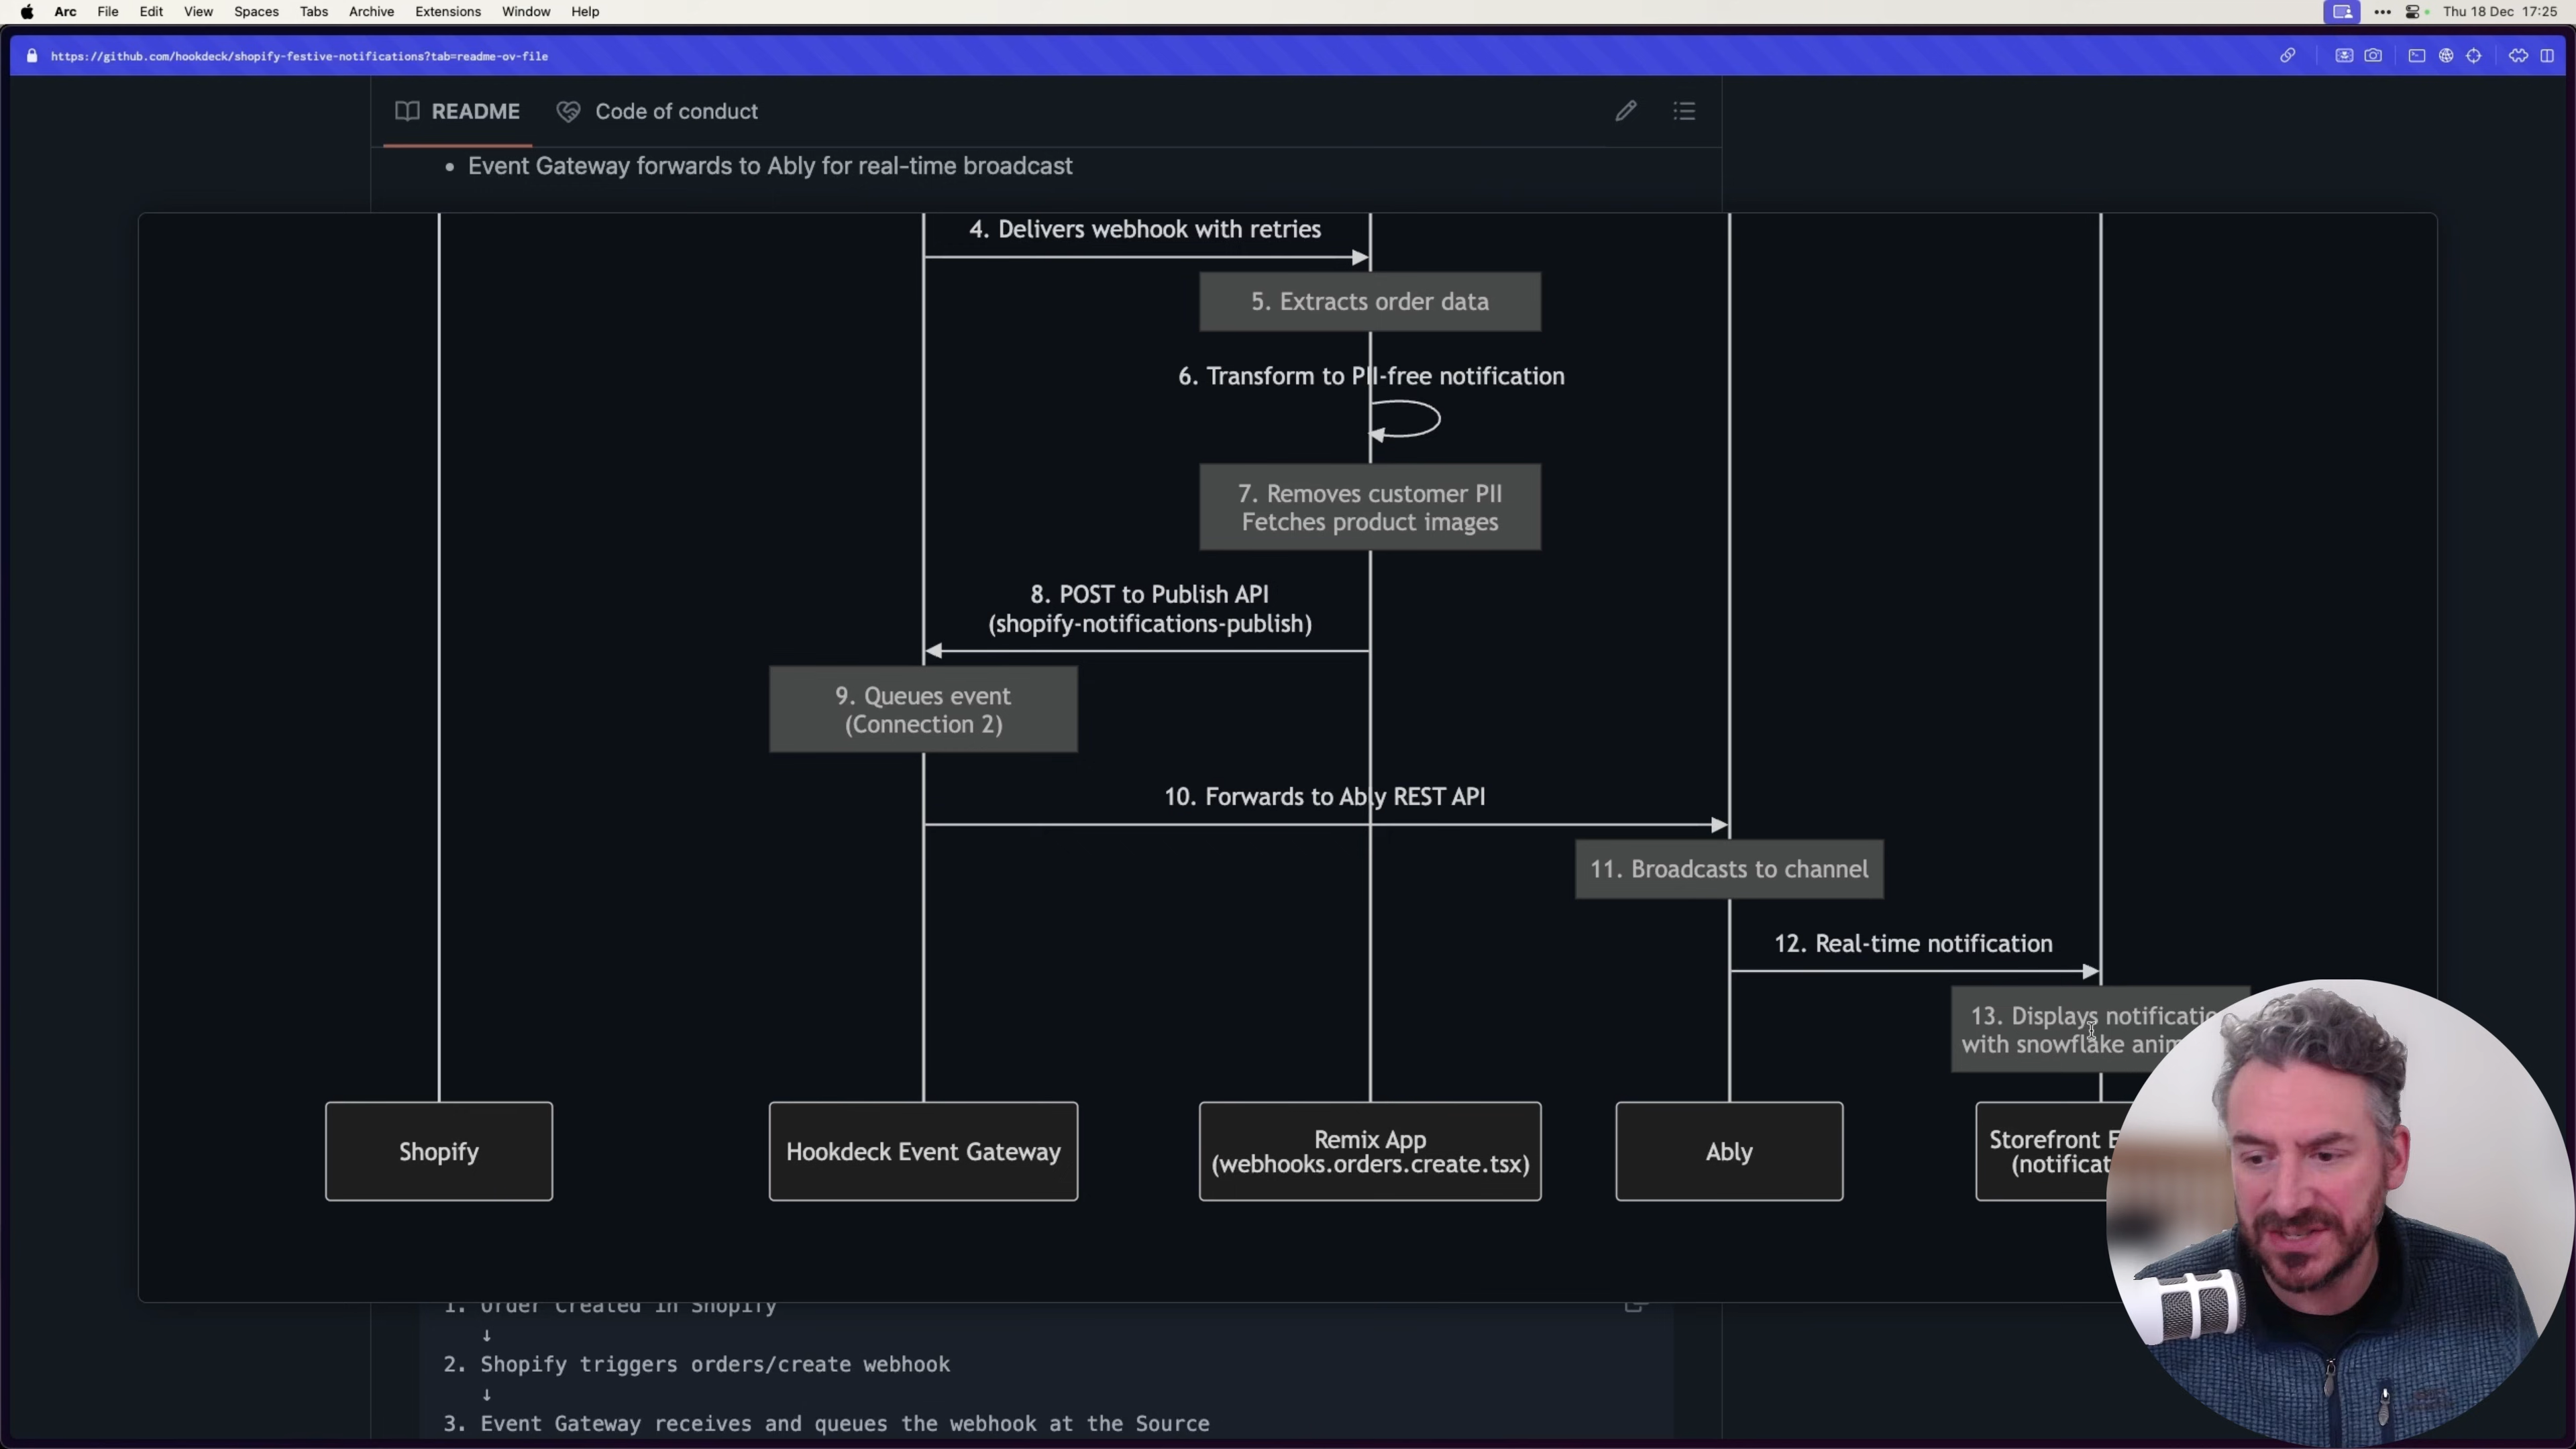 Arc File Edit View Spaces Tabs Archive Extensions Window Help
Thu 18 Dec 17:25
https://github.com/hookdeck/shopify-festive-notifications?tab=readme-ov-file
README
Code of conduct
Event Gateway forwards to Ably for real-time broadcast
4. Delivers webhook with retries
5. Extracts order data
6. Transform to PII-free notification
7. Removes customer PII
Fetches product images
8. POST to Publish API
(shopify-notifications-publish)
9. Queues event
(Connection 2)
10. Forwards to Ably REST API
11. Broadcasts to channel
12. Real-time notification
13. Displays
with snowflake
Shopify
Hookdeck Event Gateway
Remix App
(webhooks.orders.create.tsx)
Ably
Storefront
1. Order Created in Shopify
↓
2. Shopify triggers orders/create webhook
↓
3. Event Gateway receives and queues the webhook at the Source